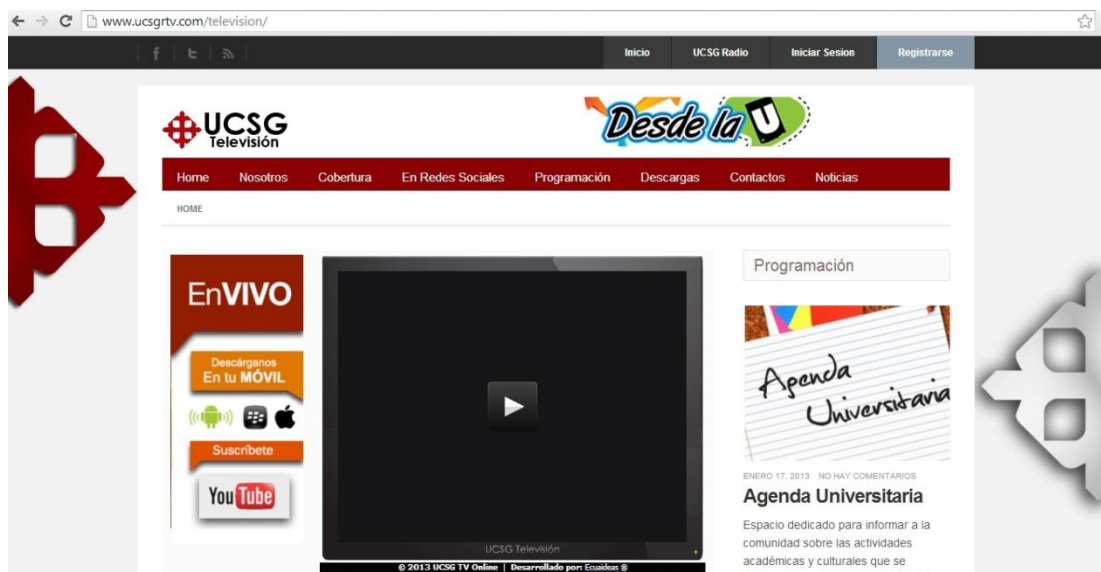 www.ucsgrtv.com/television/
Inicio UCSG Radio Iniciar Sesion Registrarse
UCSG
Televisión
Desde la U
Home Nosotros Cobertura En Redes Sociales Programación Descargas Contactos Noticias
HOME
EnVIVO
Descárganos
En tu MÓVIL
Suscríbete
YouTube
UCSG Televisión
© 2013 UCSG TV Online | Desarrollado por: Ecuaideas ®
Programación
Agenda
Universitaria
ENERO 17, 2013 NO HAY COMENTARIOS
Agenda Universitaria
Espacio dedicado para informar a la
comunidad sobre las actividades
académicas y culturales que se